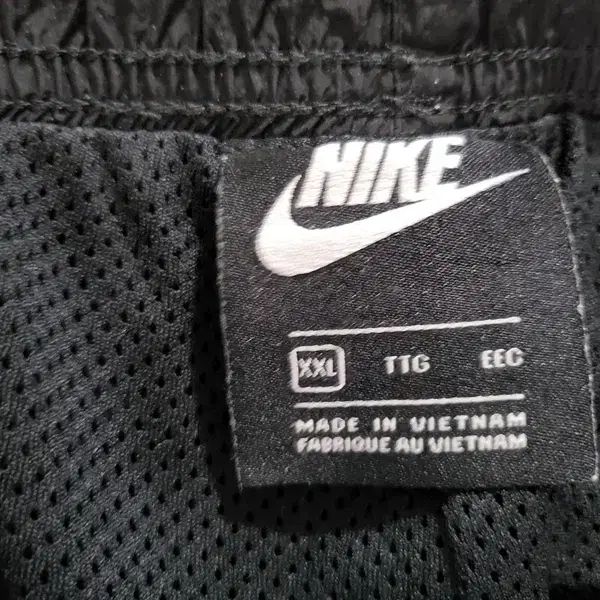 NIKE
XXL TTG EEG
MADE IN VIETNAM
FABRIQUE AU VIETNAM